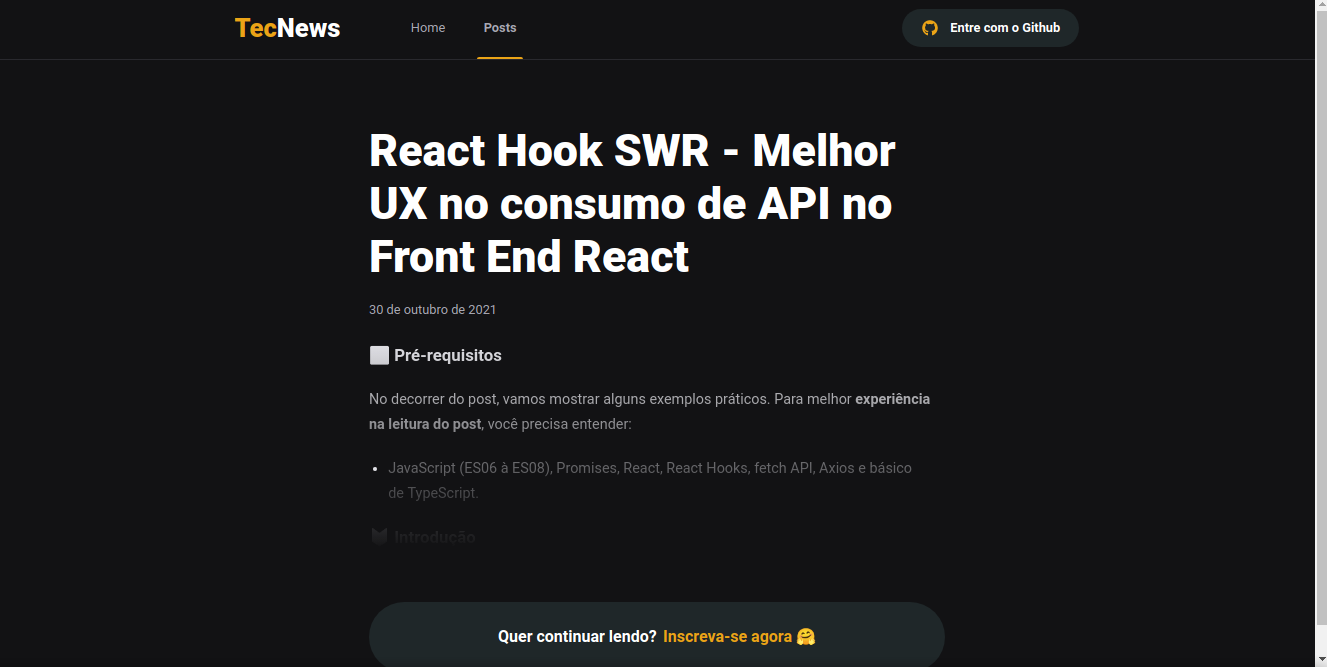 TecNews
Home
Posts
Entre com o Github
React Hook SWR - Melhor
UX no consumo de API no
Front End React
30 de outubro de 2021
Pré-requisitos
No decorrer do post, vamos mostrar alguns exemplos práticos. Para melhor experiência
na leitura do post, você precisa entender:
JavaScript (ES06 à ES08), Promises, React, React Hooks, fetch API, Axios e básico
de TypeScript.
Introdução
Quer continuar lendo? Inscreva-se agora 🤗